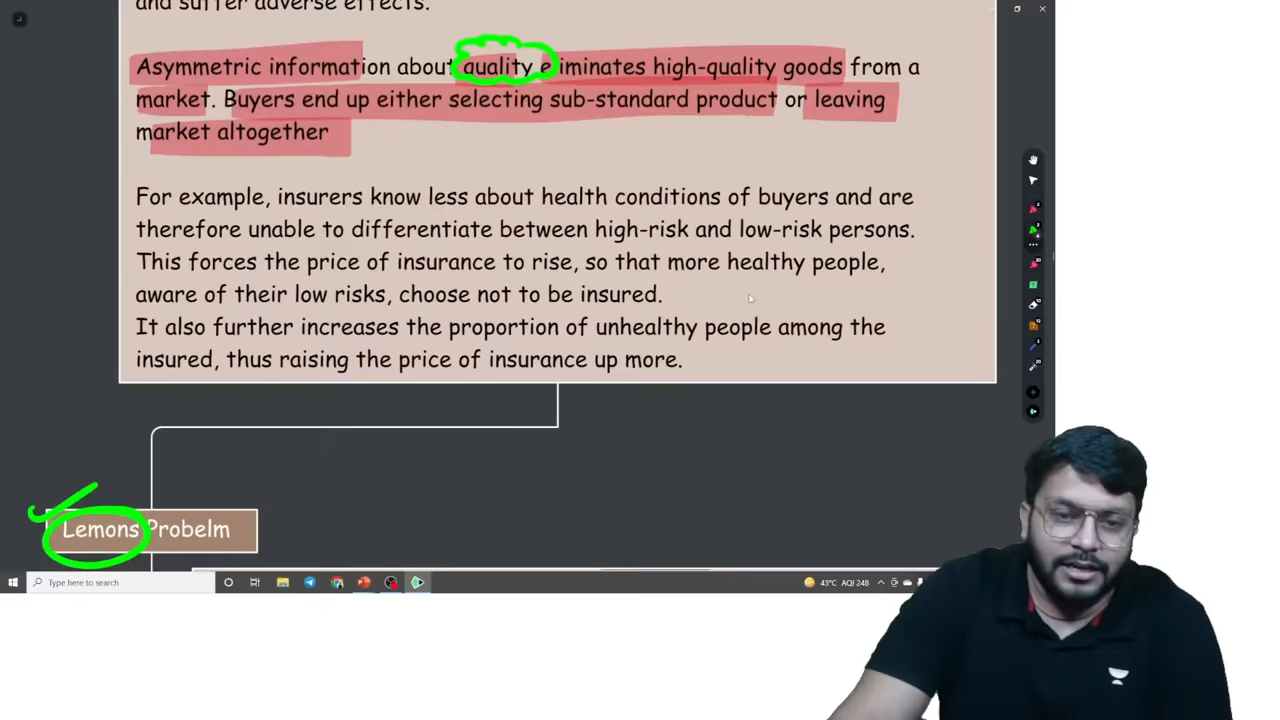 and suffer adverse effects.
Asymmetric information about quality eliminates high-quality goods from a
market. Buyers end up either selecting sub-standard product or leaving
market altogether
For example, insurers know less about health conditions of buyers and are
therefore unable to differentiate between high-risk and low-risk persons.
This forces the price of insurance to rise, so that more healthy people,
aware of their low risks, choose not to be insured.
It also further increases the proportion of unhealthy people among the
insured, thus raising the price of insurance up more.
Lemons Probelm
Type here to search
43°C AQI 248